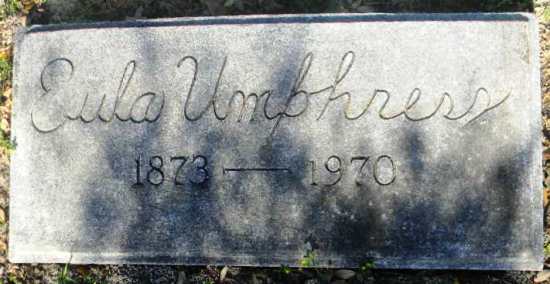 Eula Umphress
1873 — 1970